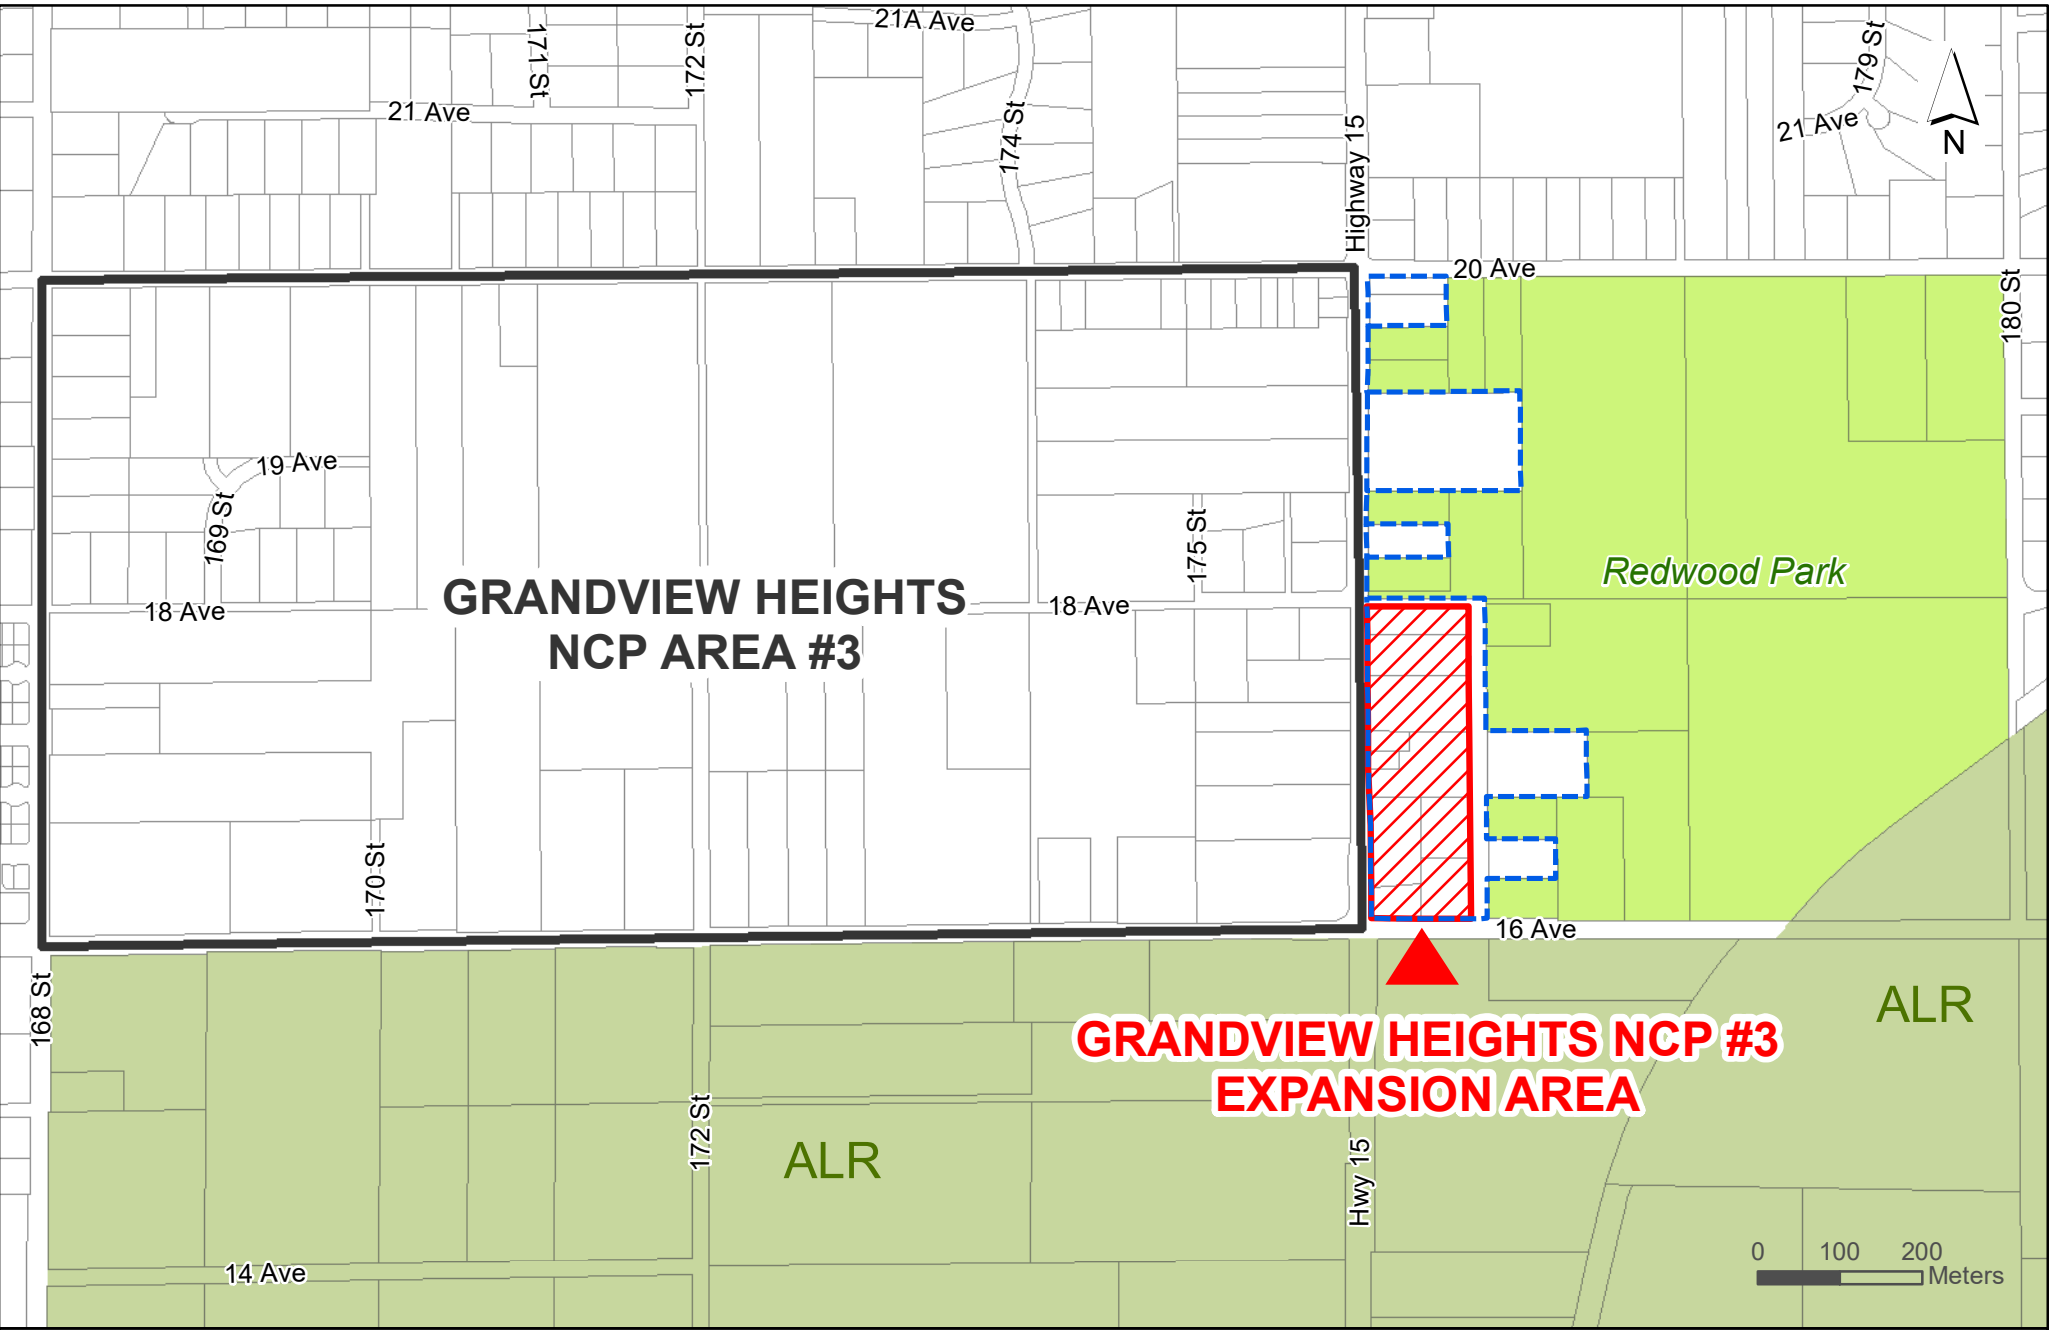 21A Ave
171 St
172 St
179 St
21 Ave
174 St
Highway 15
21 Ave
N
20 Ave
180 St
19 Ave
169 St
175 St
Redwood Park
GRANDVIEW HEIGHTS
NCP AREA #3
18 Ave
18 Ave
170 St
16 Ave
168 St
ALR
GRANDVIEW HEIGHTS NCP #3
EXPANSION AREA
172 St
ALR
Hwy 15
14 Ave
0 100 200
Meters